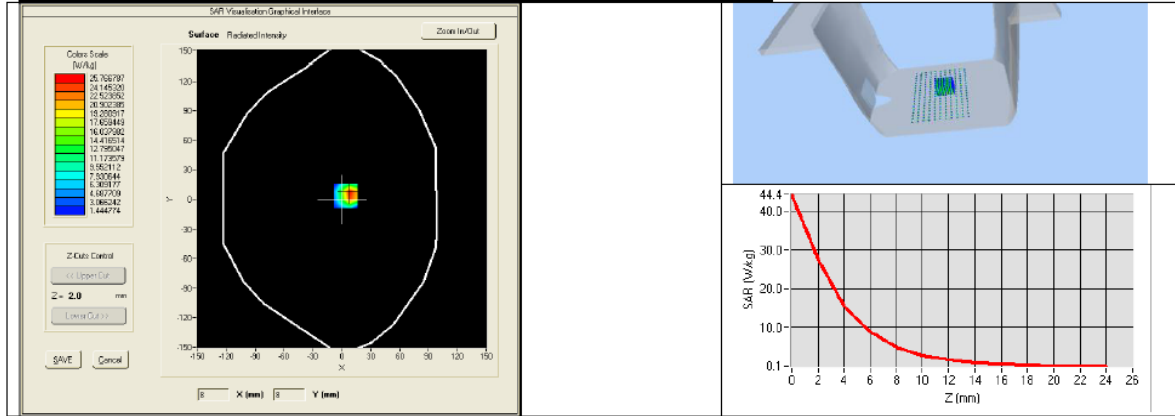 SAR Visualisation Graphical Interface
Surface Radiated Intensity
Zoom In/Out
Colors Scale
(W/kg)
25.766787
24.145320
22.523852
20.902385
19.280917
17.659449
16.037982
14.416514
12.795047
11.173579
9.552112
7.930644
6.309177
4.687709
3.066242
1.444774
Z-Cuts Control
<< Upper Cut
Z = 2.0 mm
Lower Cut >>
SAVE Cancel
150
120
90
60
30
Y 0
-30
-60
-90
-120
-150
-150 -120 -90 -60 -30 0 30 60 90 120 150
X
8 X (mm) 8 Y (mm)
44.4
40.0
30.0
20.0
10.0
0.1
SAR (W/kg)
0 2 4 6 8 10 12 14 16 18 20 22 24 26
Z (mm)